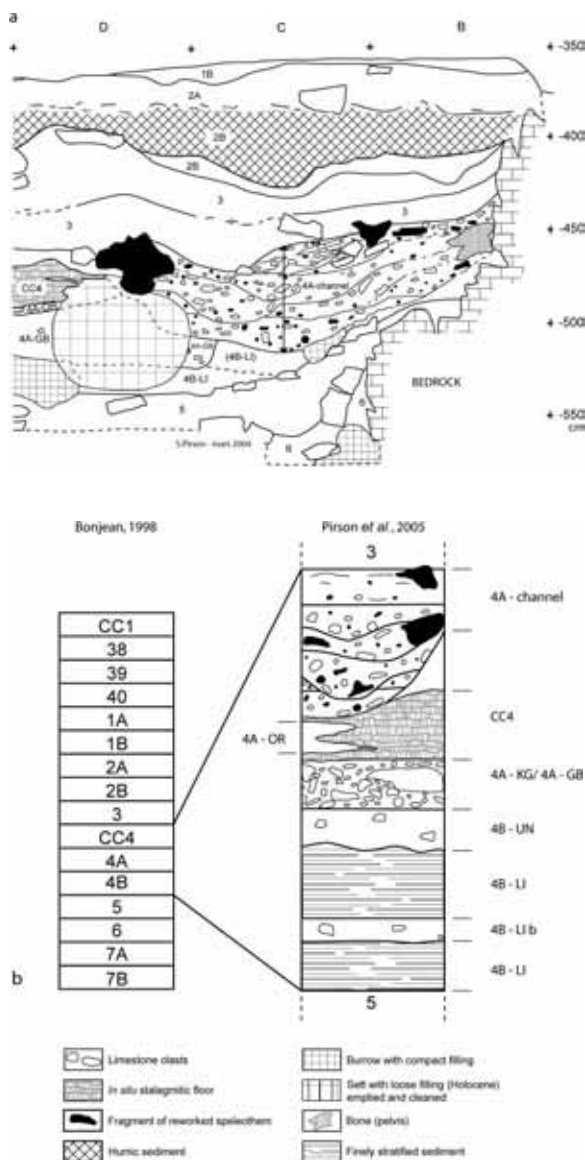 a
D C B
-350
1B
2A
-400
2B
2B
3
3
3
-450
CC4
4A-channel
4A-OR
4A-GB
4A-GB
(4B-LI)
-500
4B-LI
BEDROCK
5
6
-550
cm
6
S.Pirson - Inset 2004
Bonjean, 1998
Pirson et al., 2005
3
4A - channel
CC1
38
39
40
1A
1B
2A
2B
3
CC4
4A
4B
5
6
7A
7B
CC4
4A - OR
4A - KG/ 4A - GB
4B - UN
4B - LI
4B - LI b
4B - LI
5
b
Limestone clasts
In situ stalagmitic floor
Fragment of reworked speleothem
Humic sediment
Burrow with compact filling
Sett with loose filling (Holocene) emptied and cleaned
Bone (pelvis)
Finely stratified sediment